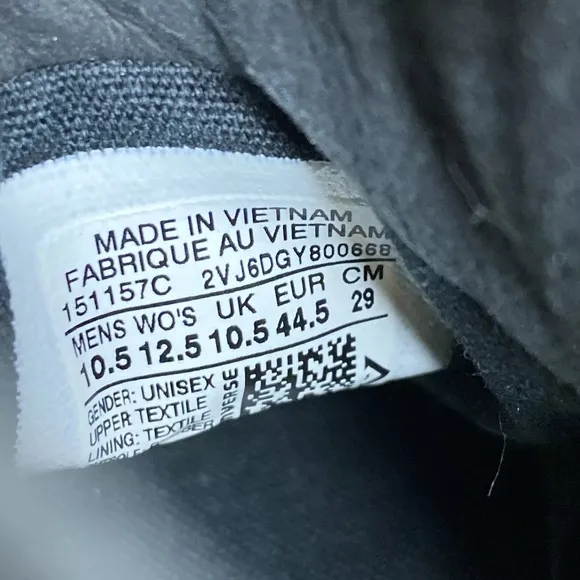 MADE IN VIETNAM
FABRIQUE AU VIETNAM
151157C 2VJ6DGY800668
MENS WO'S UK EUR CM
10.5 12.5 10.5 44.5 29
GENDER: UNISEX
UPPER TEXTILE
LINING: TEXTILE